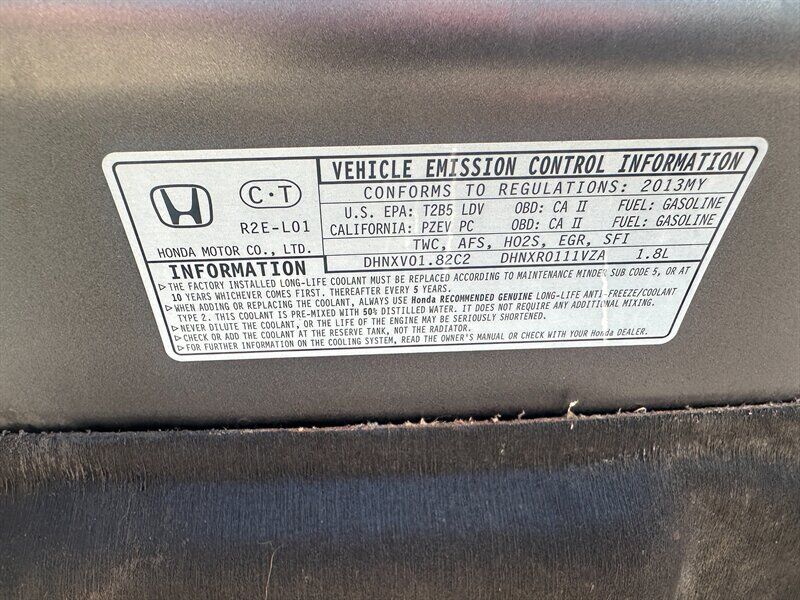 VEHICLE EMISSION CONTROL INFORMATION
CONFORMS TO REGULATIONS: 2013MY
U.S. EPA: T2B5 LDV OBD: CA II FUEL: GASOLINE
CALIFORNIA: PZEV PC OBD: CA II FUEL: GASOLINE
TWC, AFS, HO2S, EGR, SFI
DHNXV01.82C2 DHNXR0111VZA 1.8L
C·T
R2E-L01
HONDA MOTOR CO., LTD.
INFORMATION
▷THE FACTORY INSTALLED LONG-LIFE COOLANT MUST BE REPLACED ACCORDING TO MAINTENANCE MINDER SUB CODE 5, OR AT
10 YEARS WHICHEVER COMES FIRST. THEREAFTER EVERY 5 YEARS.
▷WHEN ADDING OR REPLACING THE COOLANT, ALWAYS USE Honda RECOMMENDED GENUINE LONG-LIFE ANTI-FREEZE/COOLANT
TYPE 2. THIS COOLANT IS PRE-MIXED WITH 50% DISTILLED WATER. IT DOES NOT REQUIRE ANY ADDITIONAL MIXING.
▷NEVER DILUTE THE COOLANT, OR THE LIFE OF THE ENGINE MAY BE SERIOUSLY SHORTENED.
▷CHECK OR ADD THE COOLANT AT THE RESERVE TANK, NOT THE RADIATOR.
▷FOR FURTHER INFORMATION ON THE COOLING SYSTEM, READ THE OWNER'S MANUAL OR CHECK WITH YOUR Honda DEALER.